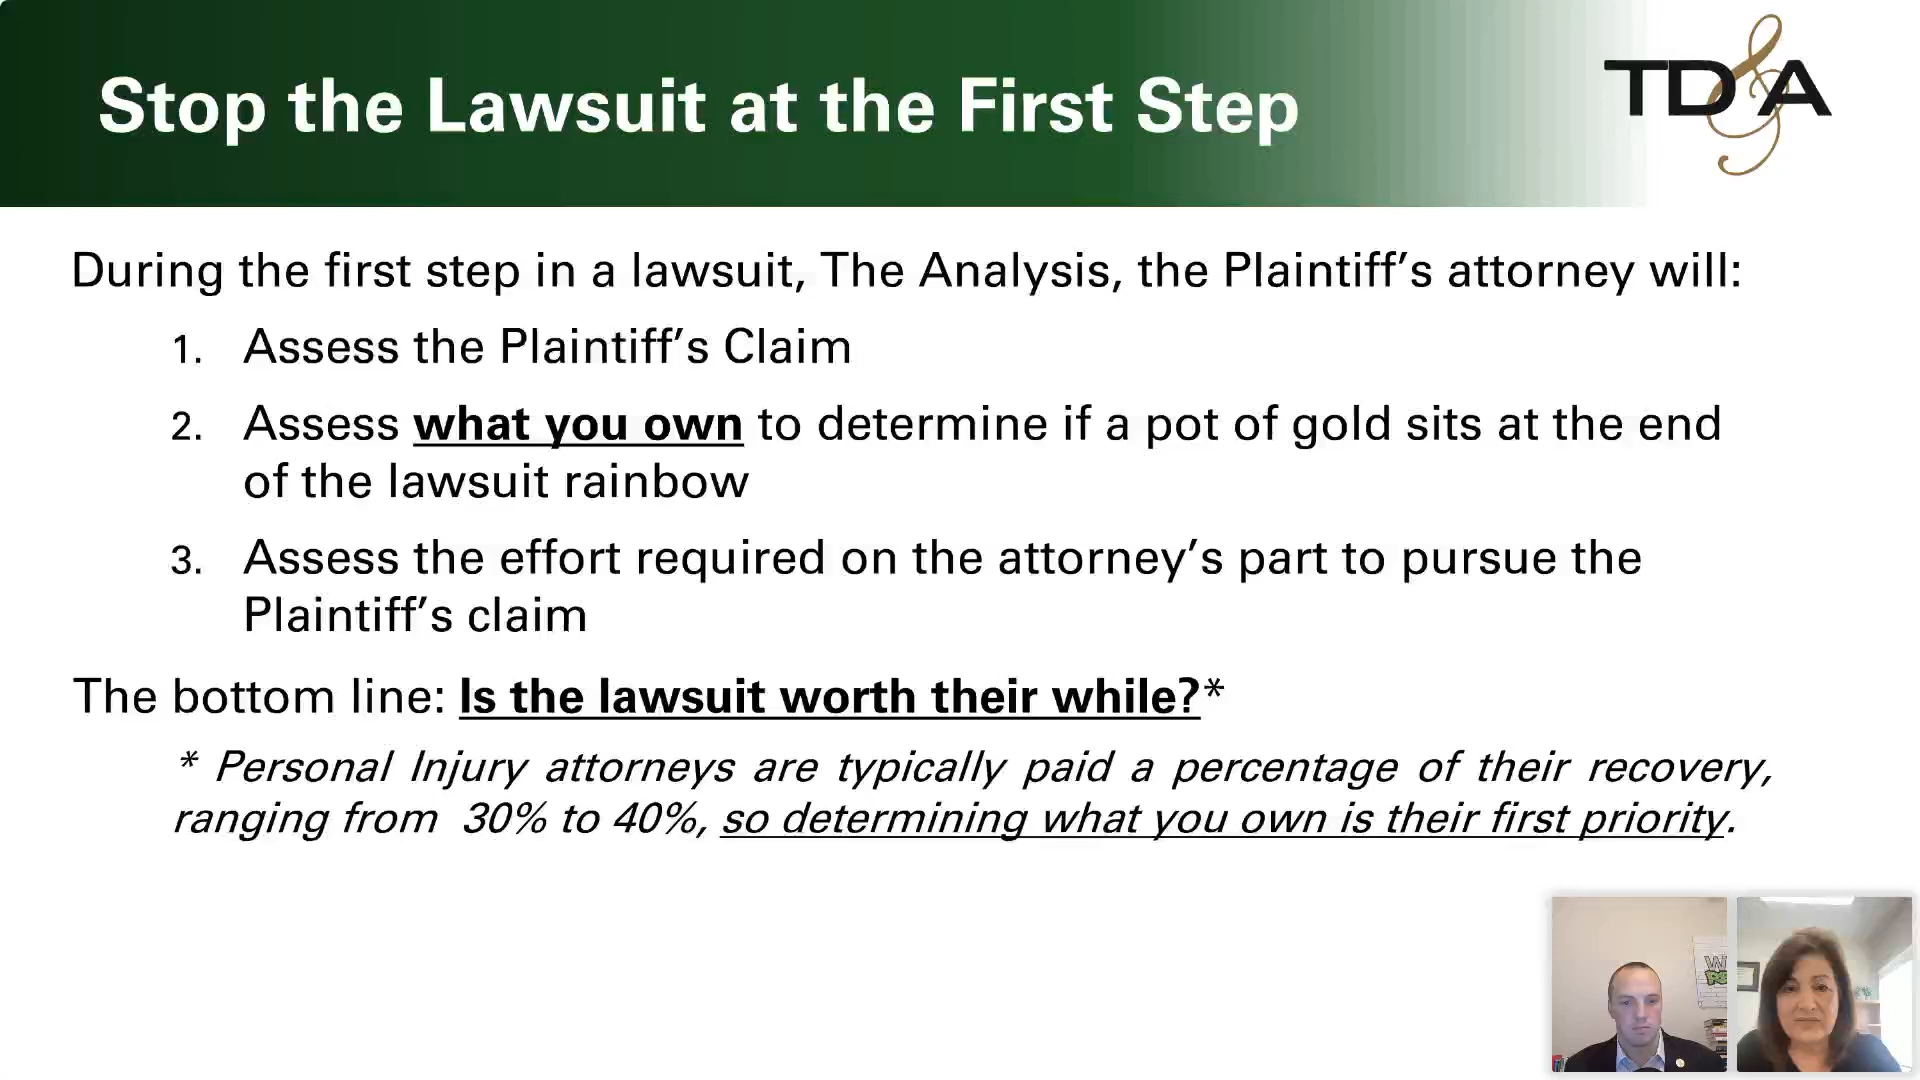 Stop the Lawsuit at the First Step
TD&A
During the first step in a lawsuit, The Analysis, the Plaintiff’s attorney will:
1. Assess the Plaintiff’s Claim
2. Assess what you own to determine if a pot of gold sits at the end
of the lawsuit rainbow
3. Assess the effort required on the attorney’s part to pursue the
Plaintiff’s claim
The bottom line: Is the lawsuit worth their while?*
* Personal Injury attorneys are typically paid a percentage of their recovery,
ranging from 30% to 40%, so determining what you own is their first priority.